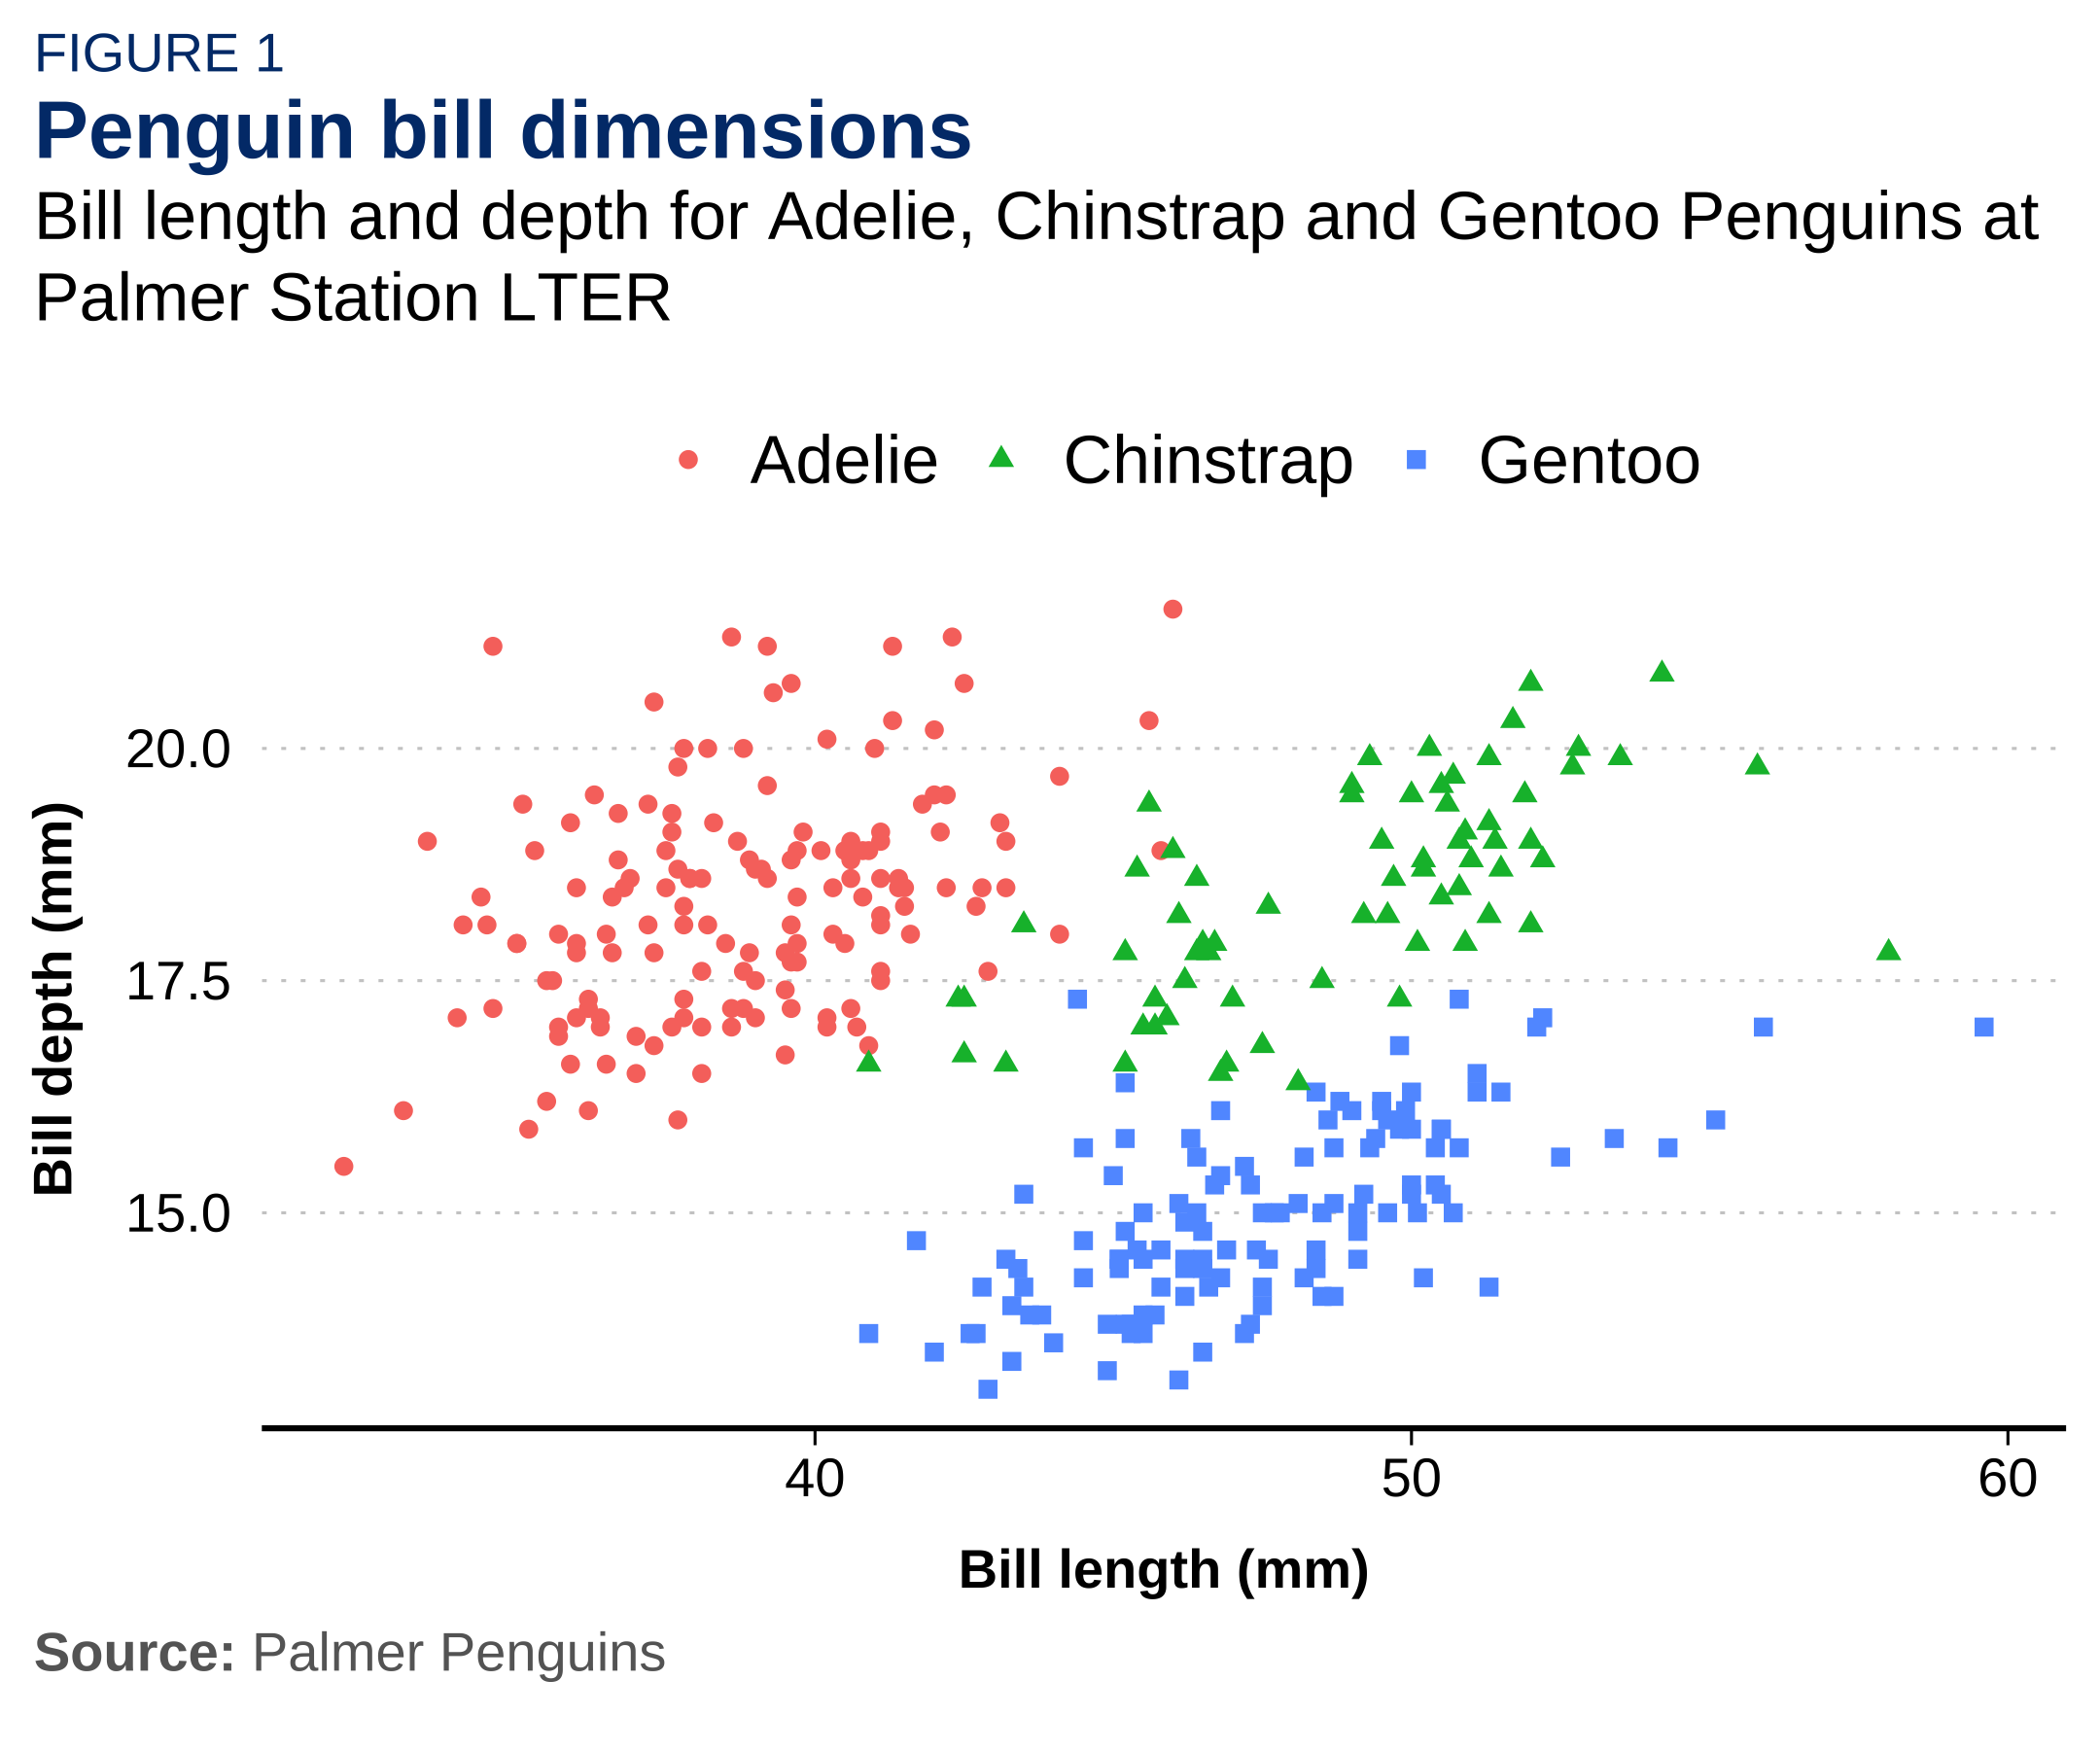 FIGURE 1
Penguin bill dimensions
Bill length and depth for Adelie, Chinstrap and Gentoo Penguins at
Palmer Station LTER
Adelie Chinstrap Gentoo
Bill depth (mm)
20.0
17.5
15.0
40 50 60
Bill length (mm)
Source: Palmer Penguins